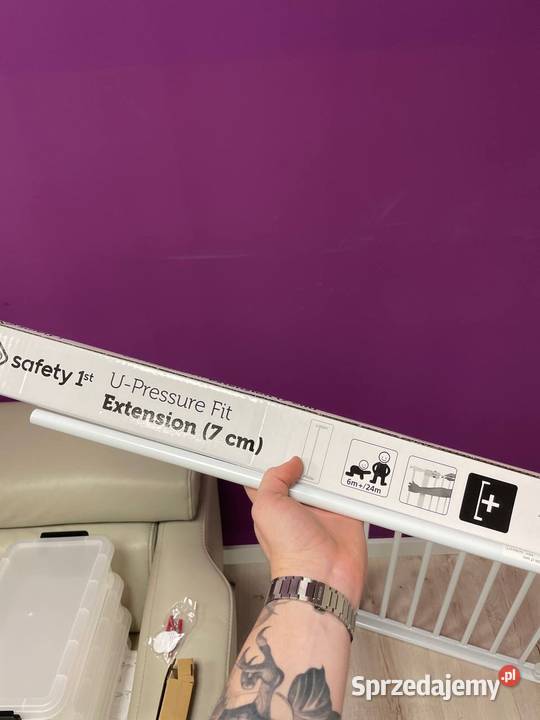 safety 1st
U-Pressure Fit
Extension (7 cm)
6m+/24m
Sprzedajemy.pl